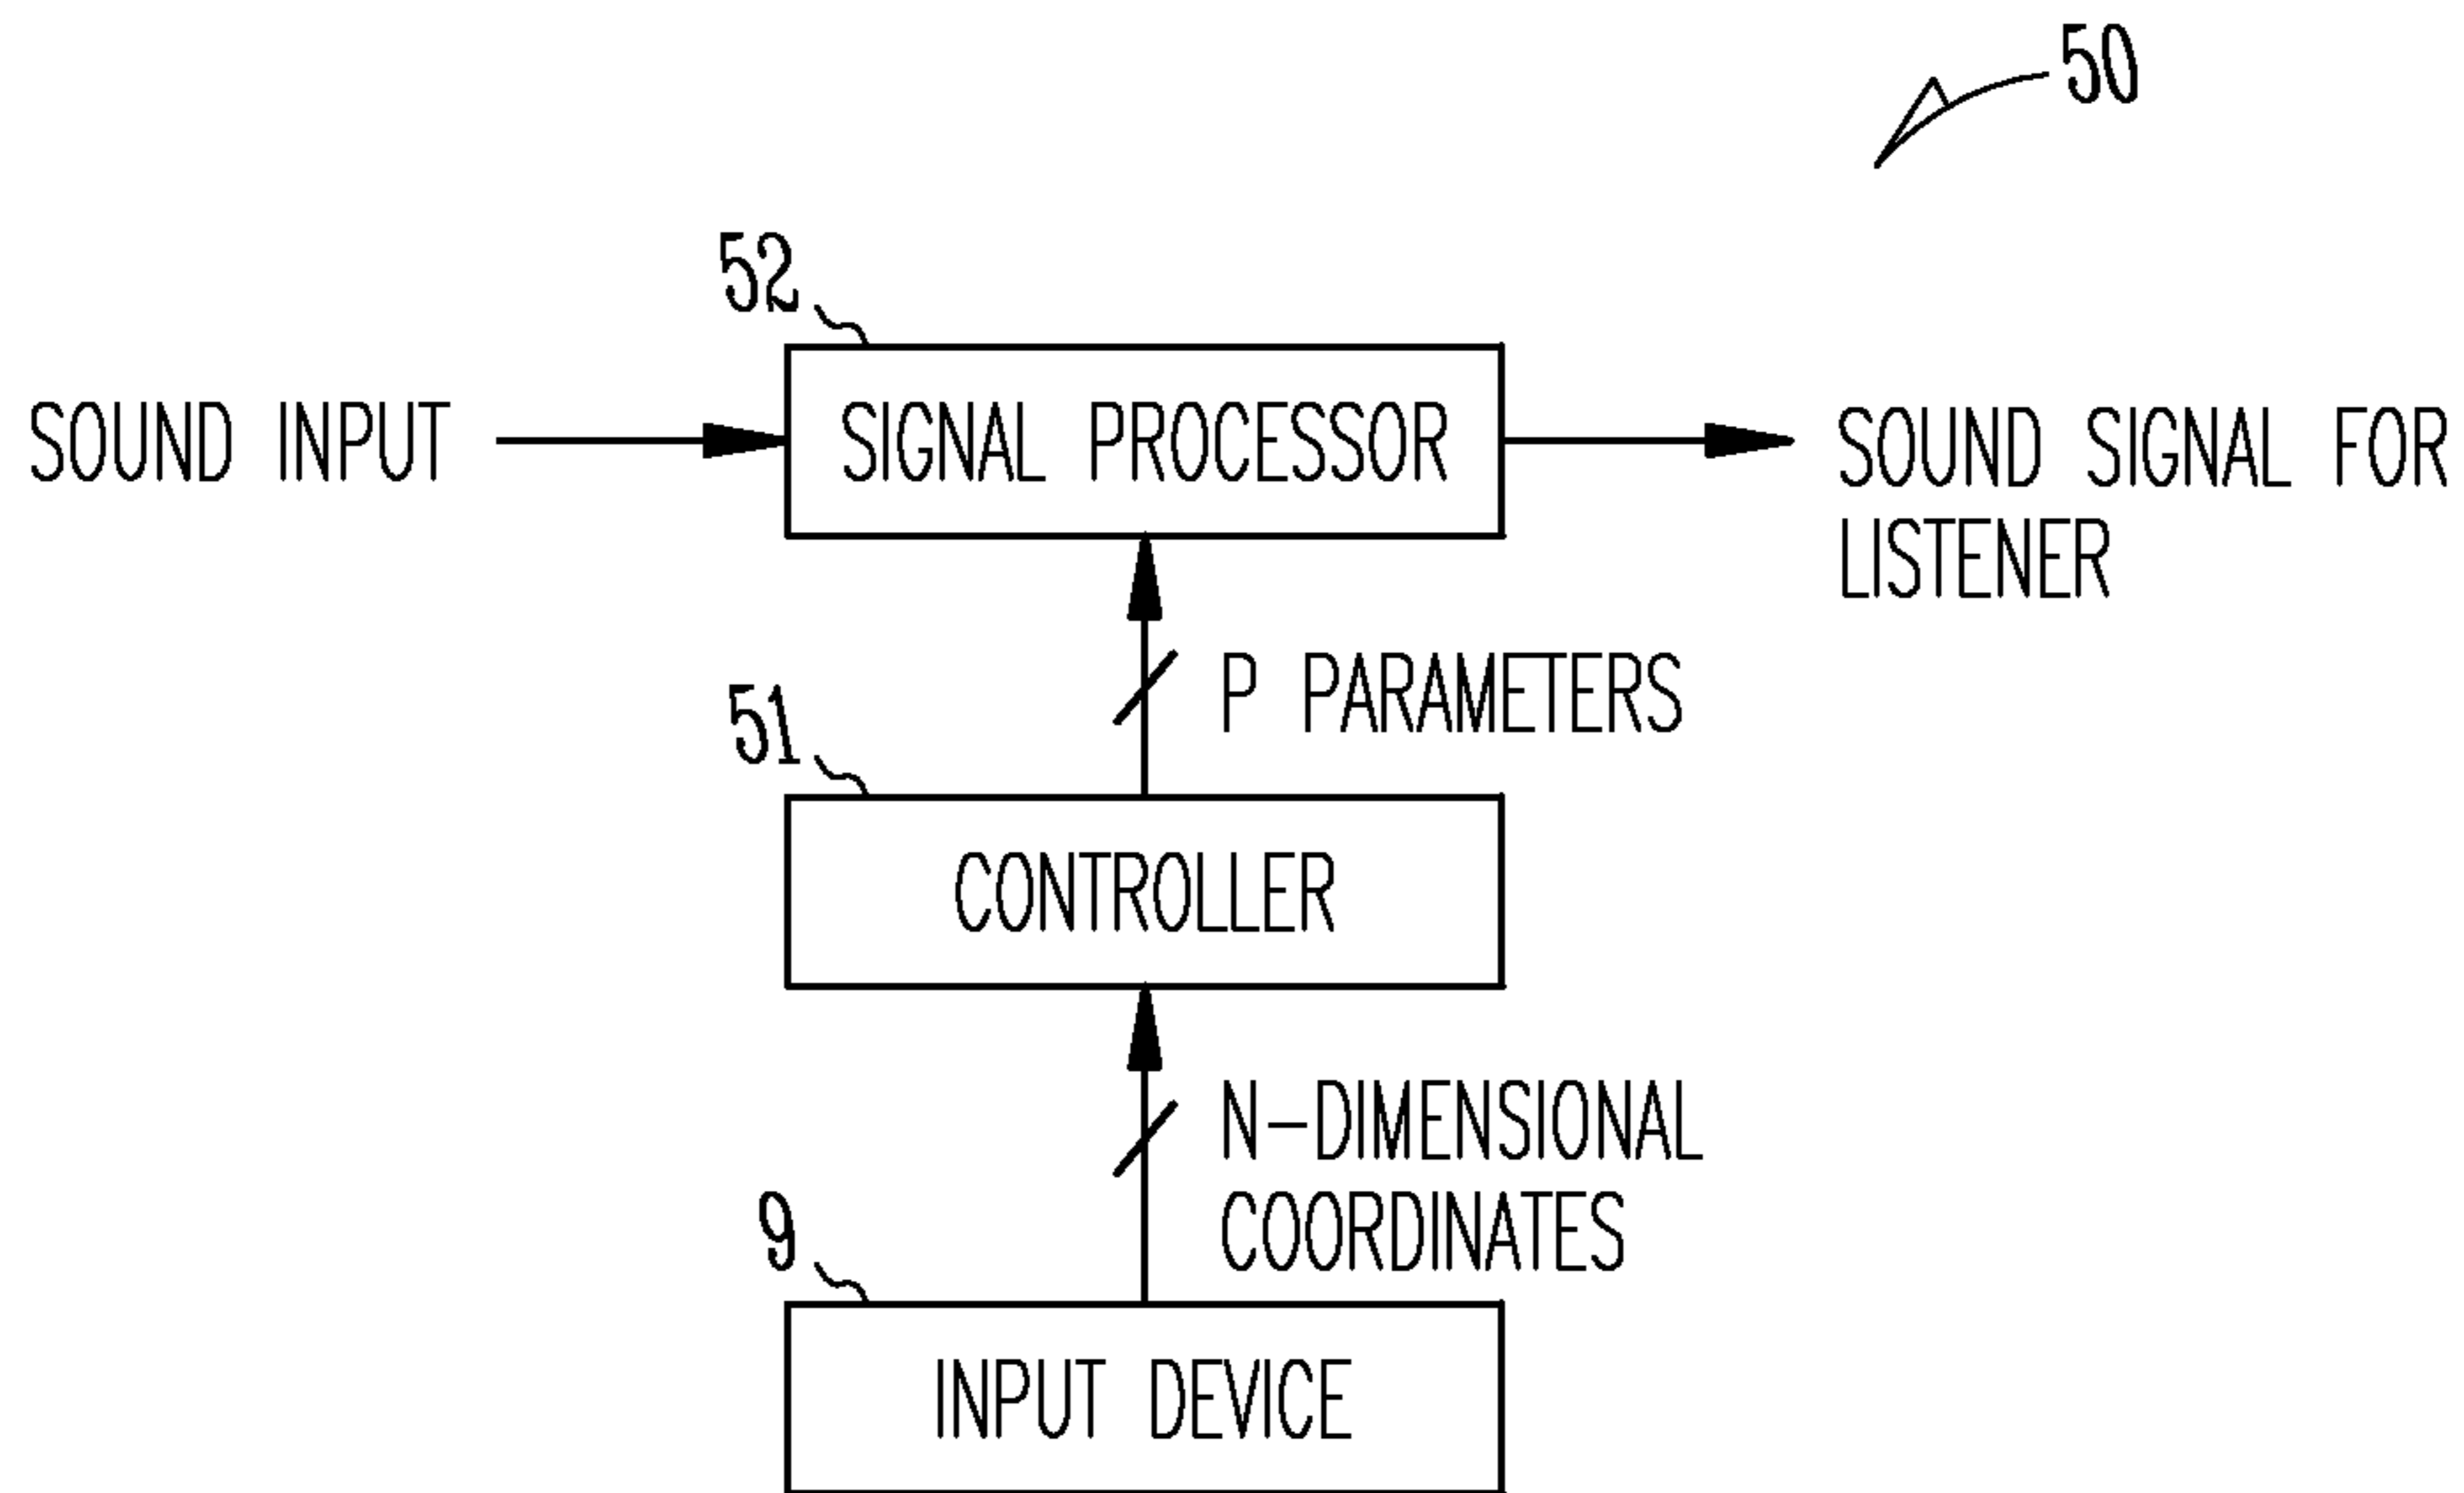 50
52
SOUND INPUT
SIGNAL PROCESSOR
SOUND SIGNAL FOR
LISTENER
P PARAMETERS
51
CONTROLLER
N-DIMENSIONAL
COORDINATES
9
INPUT DEVICE